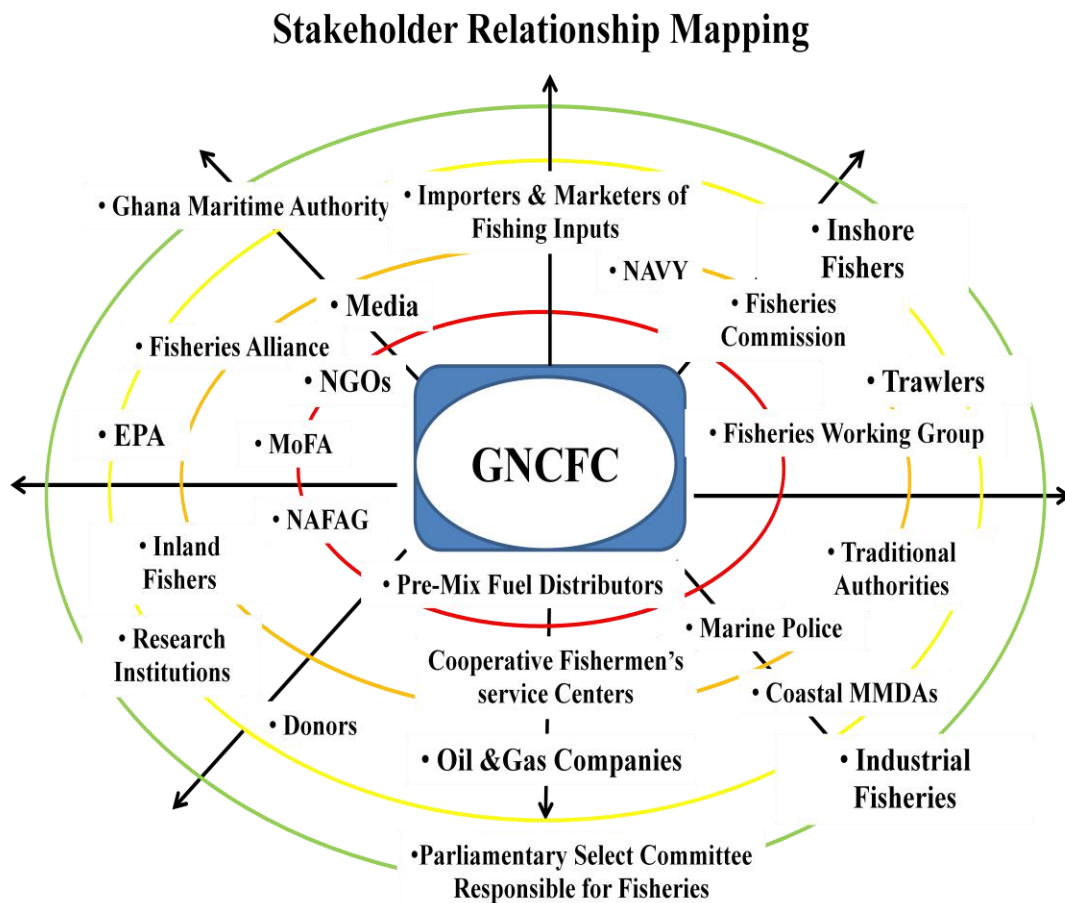 Stakeholder Relationship Mapping
• Ghana Maritime Authority
• Importers & Marketers of
Fishing Inputs
• Inshore
Fishers
• NAVY
• Media
• Fisheries
Commission
• Fisheries Alliance
• NGOs
• Trawlers
• EPA
• MoFA
GNCFC
• Fisheries Working Group
• NAFAG
• Inland
Fishers
• Traditional
Authorities
• Pre-Mix Fuel Distributors
• Research
Institutions
• Marine Police
Cooperative Fishermen's
service Centers
• Coastal MMDAs
• Donors
• Oil &Gas Companies
• Industrial
Fisheries
•Parliamentary Select Committee
Responsible for Fisheries